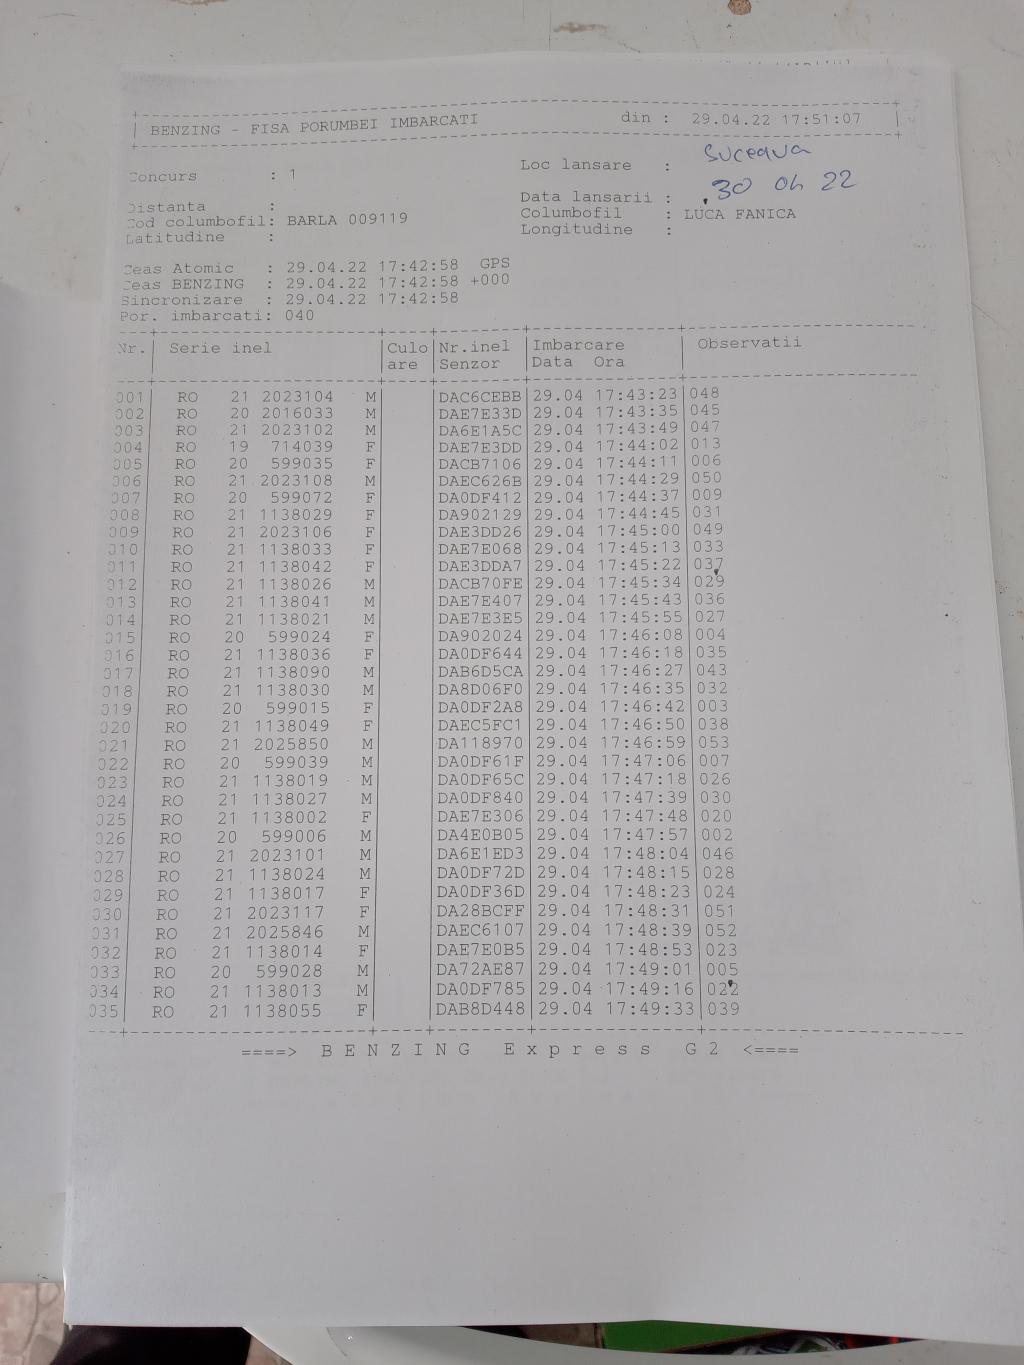 BENZING - FISA PORUMBEI IMBARCATI din : 29.04.22 17:51:07
Concurs : 1 Loc lansare : Suceava
Data lansarii : 30 04 22
Distanta :
Cod columbofil: BARLA 009119 Columbofil : LUCA FANICA
Latitudine : Longitudine :
Ceas Atomic : 29.04.22 17:42:58 GPS
Ceas BENZING : 29.04.22 17:42:58 +000
Sincronizare : 29.04.22 17:42:58
Por. imbarcati: 040
Nr. Serie inel Culo Nr.inel Imbarcare Observatii
are Senzor Data Ora
001 RO 21 2023104 M DAC6CEBB 29.04 17:43:23 048
002 RO 20 2016033 M DAE7E33D 29.04 17:43:35 045
003 RO 21 2023102 M DA6E1A5C 29.04 17:43:49 047
004 RO 19 714039 F DAE7E3DD 29.04 17:44:02 013
005 RO 20 599035 F DACB7106 29.04 17:44:11 006
006 RO 21 2023108 M DAEC626B 29.04 17:44:29 050
007 RO 20 599072 F DA0DF412 29.04 17:44:37 009
008 RO 21 1138029 F DA902129 29.04 17:44:45 031
009 RO 21 2023106 F DAE3DD26 29.04 17:45:00 049
010 RO 21 1138033 F DAE7E068 29.04 17:45:13 033
011 RO 21 1138042 F DAE3DDA7 29.04 17:45:22 037
012 RO 21 1138026 M DACB70FE 29.04 17:45:34 029
013 RO 21 1138041 M DAE7E407 29.04 17:45:43 036
014 RO 21 1138021 M DAE7E3E5 29.04 17:45:55 027
015 RO 20 599024 F DA902024 29.04 17:46:08 004
016 RO 21 1138036 F DA0DF644 29.04 17:46:18 035
017 RO 21 1138090 M DAB6D5CA 29.04 17:46:27 043
018 RO 21 1138030 M DA8D06F0 29.04 17:46:35 032
019 RO 20 599015 F DA0DF2A8 29.04 17:46:42 003
020 RO 21 1138049 F DAEC5FC1 29.04 17:46:50 038
021 RO 21 2025850 M DA118970 29.04 17:46:59 053
022 RO 20 599039 M DA0DF61F 29.04 17:47:06 007
023 RO 21 1138019 M DA0DF65C 29.04 17:47:18 026
024 RO 21 1138027 M DA0DF840 29.04 17:47:39 030
025 RO 21 1138002 F DAE7E306 29.04 17:47:48 020
026 RO 20 599006 M DA4E0B05 29.04 17:47:57 002
027 RO 21 2023101 M DA6E1ED3 29.04 17:48:04 046
028 RO 21 1138024 M DA0DF72D 29.04 17:48:15 028
029 RO 21 1138017 F DA0DF36D 29.04 17:48:23 024
030 RO 21 2023117 F DA28BCFF 29.04 17:48:31 051
031 RO 21 2025846 M DAEC6107 29.04 17:48:39 052
032 RO 21 1138014 F DAE7E0B5 29.04 17:48:53 023
033 RO 20 599028 M DA72AE87 29.04 17:49:01 005
034 RO 21 1138013 M DA0DF785 29.04 17:49:16 022
035 RO 21 1138055 F DAB8D448 29.04 17:49:33 039
====> BENZING Express G2 <====